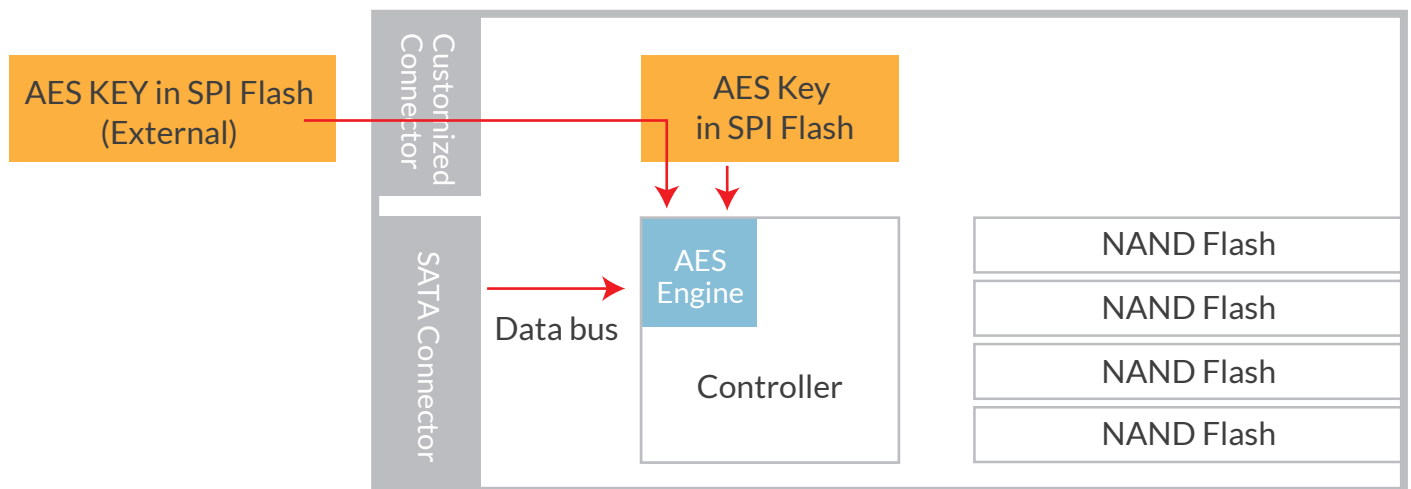 AES KEY in SPI Flash
(External)
Customized
Connector
AES Key
in SPI Flash
SATA Connector
Data bus
AES
Engine
Controller
NAND Flash
NAND Flash
NAND Flash
NAND Flash